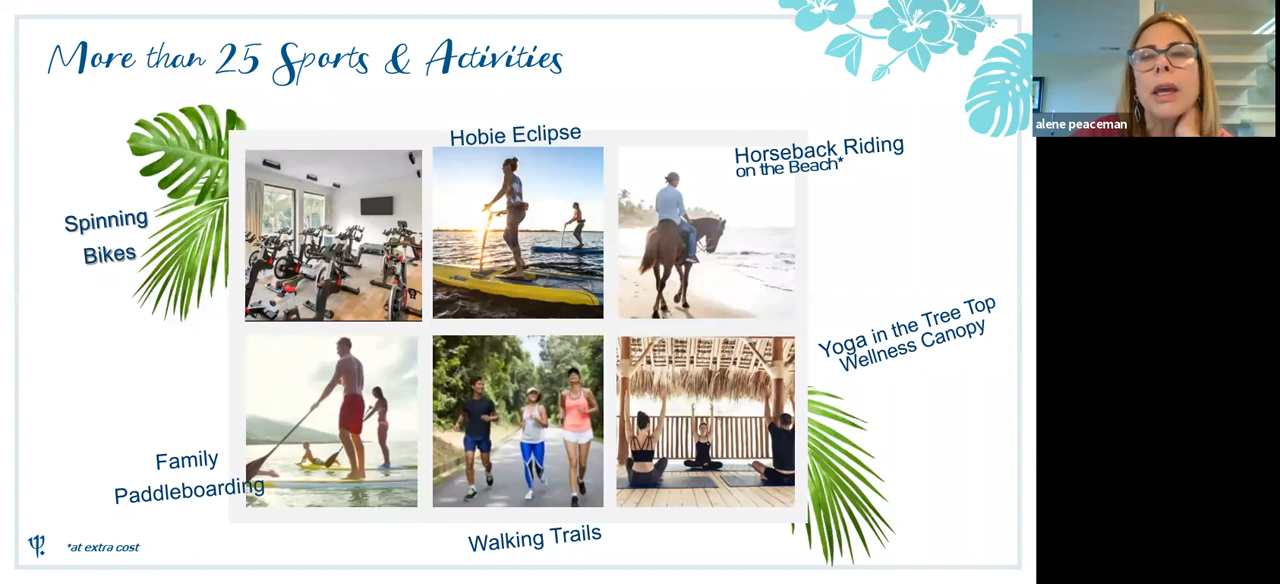 More than 25 Sports & Activities
alene peaceman
Hobie Eclipse
Horseback Riding
on the Beach*
Spinning
Bikes
Yoga in the Tree Top
Wellness Canopy
Family
Paddleboarding
Walking Trails
*at extra cost